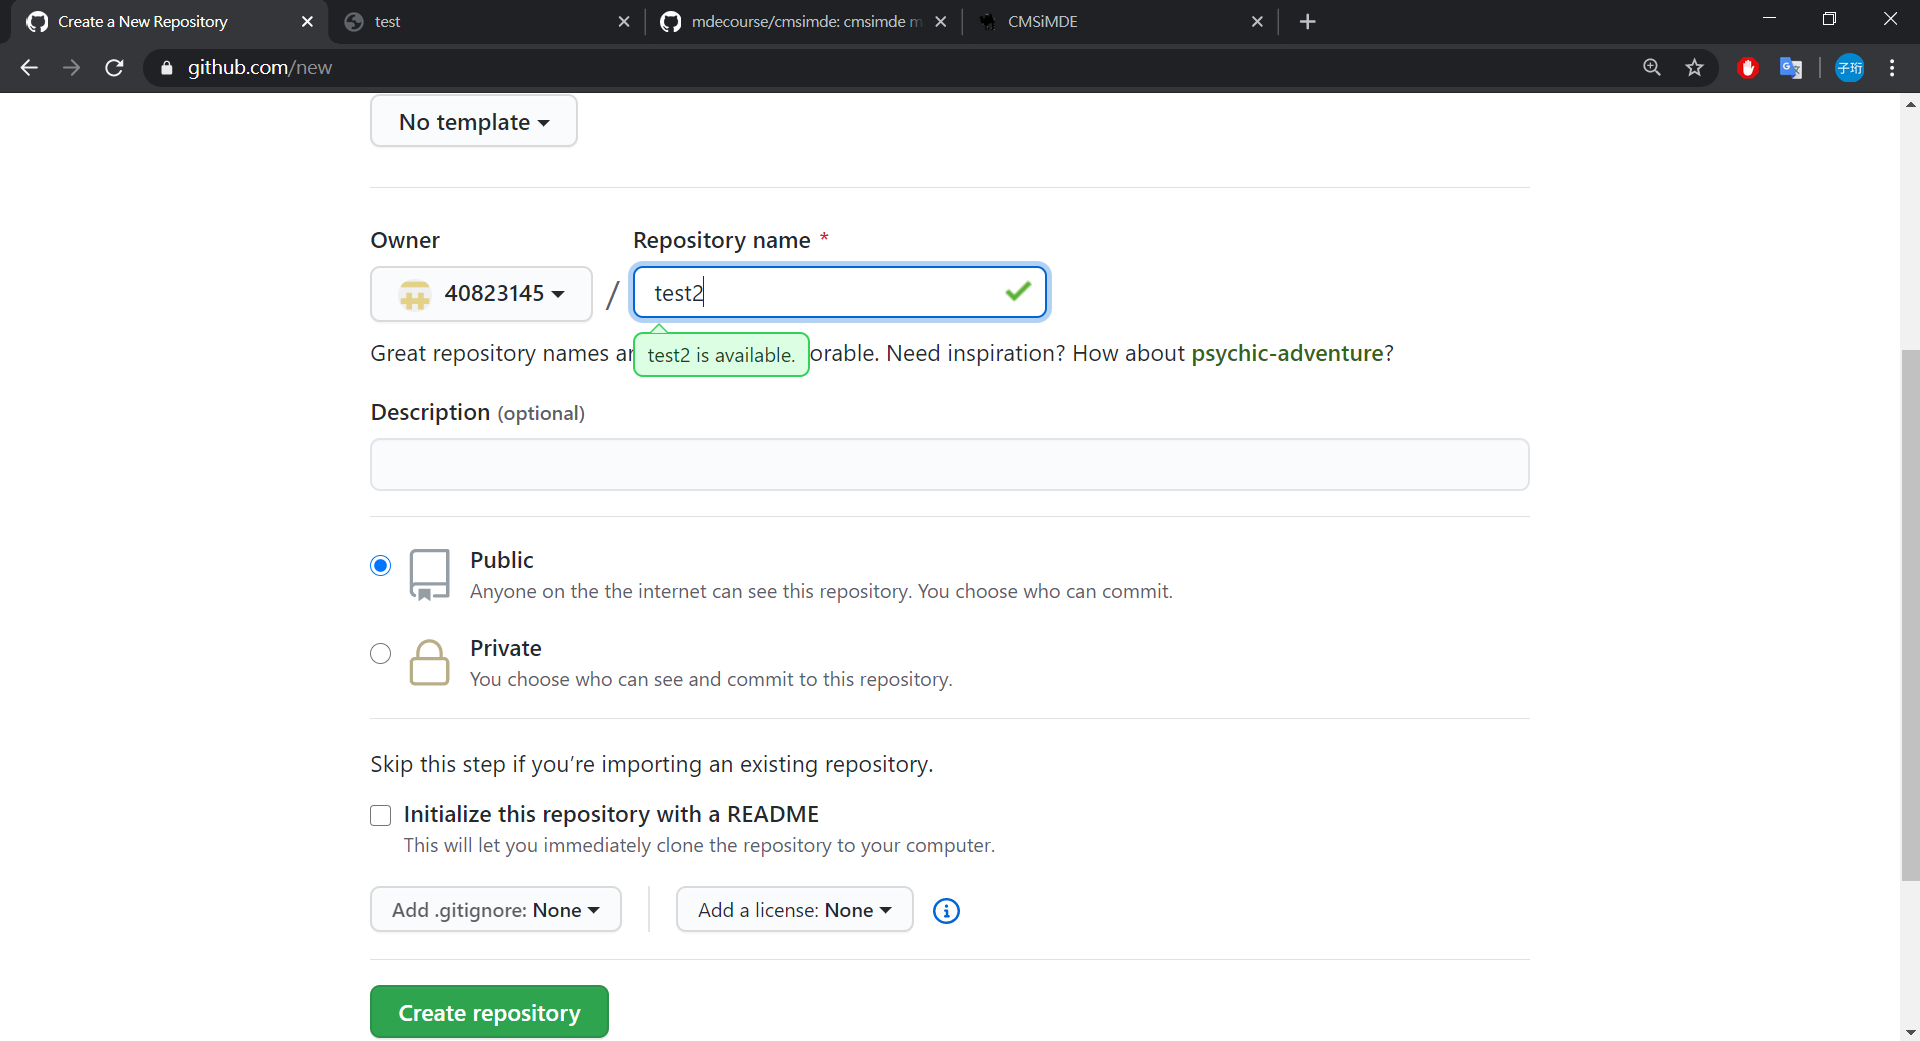 Create a New Repository
test
mdecourse/cmsimde: cmsimde m
CMSiMDE
github.com/new
子珩
No template
Owner
Repository name *
40823145
/
test2
Great repository names ar
test2 is available.
orable. Need inspiration? How about psychic-adventure?
Description (optional)
Public
Anyone on the the internet can see this repository. You choose who can commit.
Private
You choose who can see and commit to this repository.
Skip this step if you’re importing an existing repository.
Initialize this repository with a README
This will let you immediately clone the repository to your computer.
Add .gitignore: None
Add a license: None
Create repository